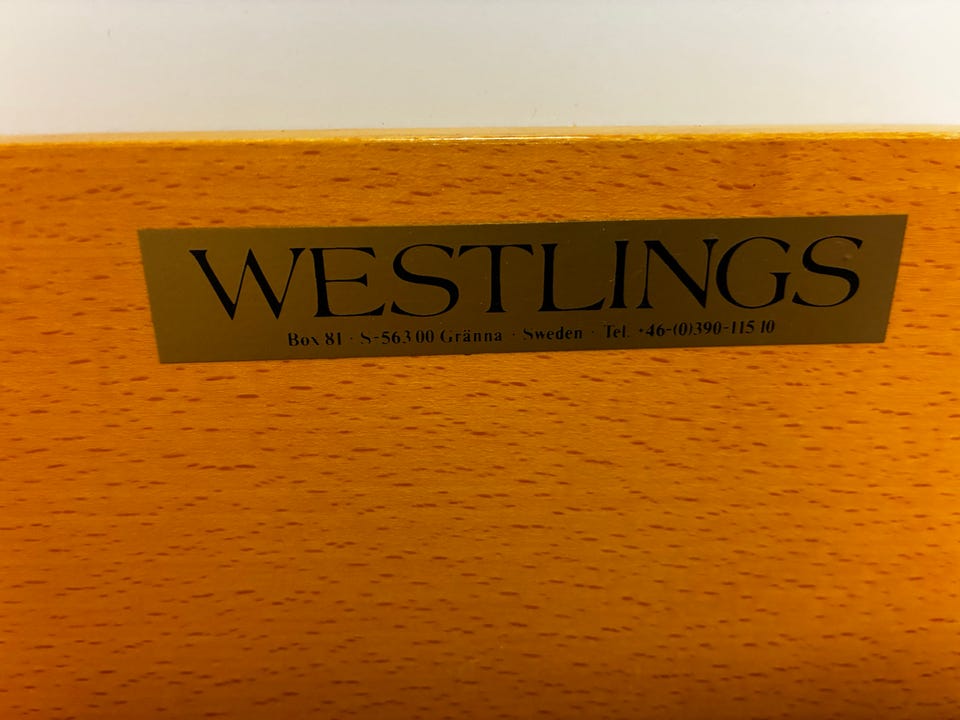 WESTLINGS
Box 81 · S-563 00 Gränna · Sweden · Tel. +46-(0)390-115 10